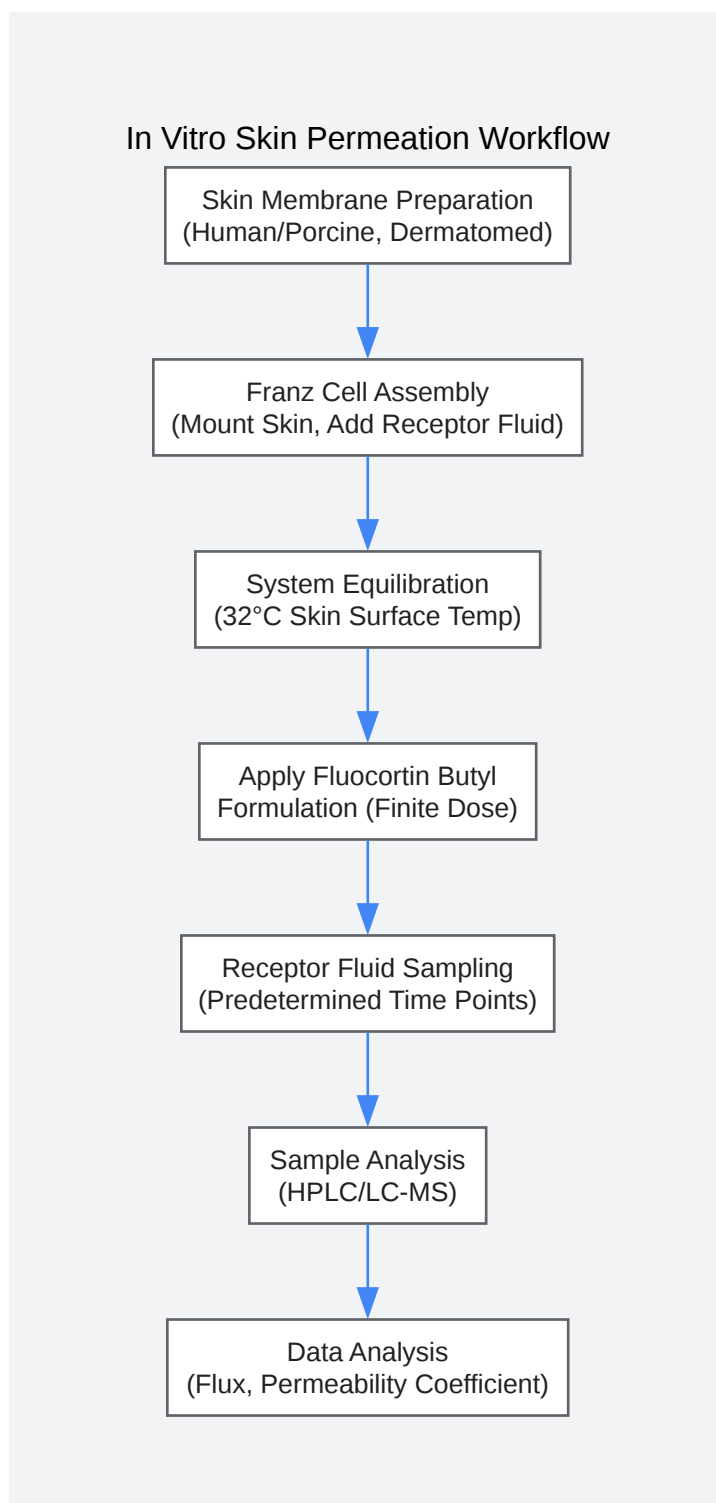 In Vitro Skin Permeation Workflow
Skin Membrane Preparation
(Human/Porcine, Dermatomed)
Franz Cell Assembly
(Mount Skin, Add Receptor Fluid)
System Equilibration
(32°C Skin Surface Temp)
Apply Fluocortin Butyl
Formulation (Finite Dose)
Receptor Fluid Sampling
(Predetermined Time Points)
Sample Analysis
(HPLC/LC-MS)
Data Analysis
(Flux, Permeability Coefficient)